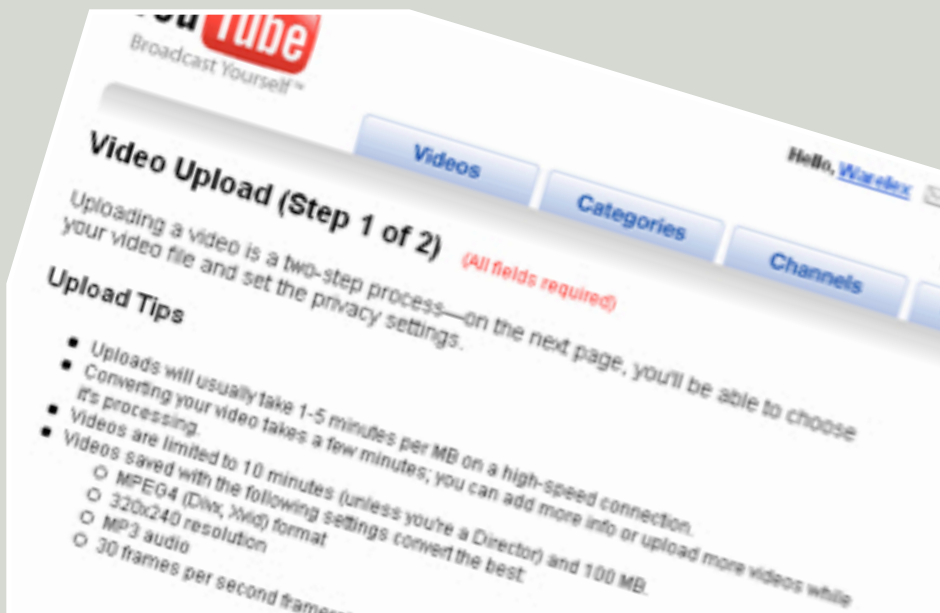 You Tube
Broadcast Yourself™
Hello, Warelex
Videos
Categories
Channels
Video Upload (Step 1 of 2) (All fields required)
Uploading a video is a two-step process—on the next page, you'll be able to choose
your video file and set the privacy settings.
Upload Tips
Uploads will usually take 1-5 minutes per MB on a high-speed connection.
Converting your video takes a few minutes; you can add more info or upload more videos while
it's processing.
Videos are limited to 10 minutes (unless you're a Director) and 100 MB.
Videos saved with the following settings convert the best:
MPEG4 (Divx, Xvid) format
320x240 resolution
MP3 audio
30 frames per second